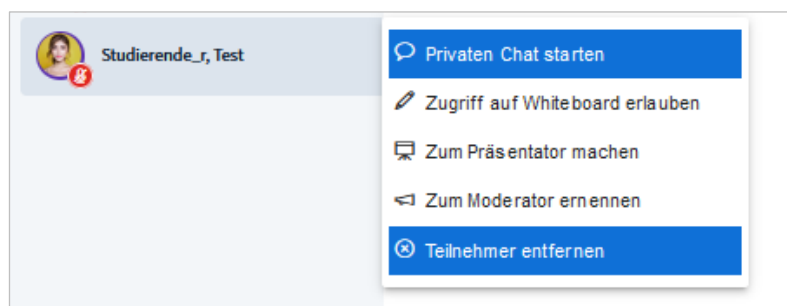 Studierende_r, Test
Privaten Chat starten
Zugriff auf Whiteboard erlauben
Zum Präsentator machen
Zum Moderator ernennen
Teilnehmer entfernen